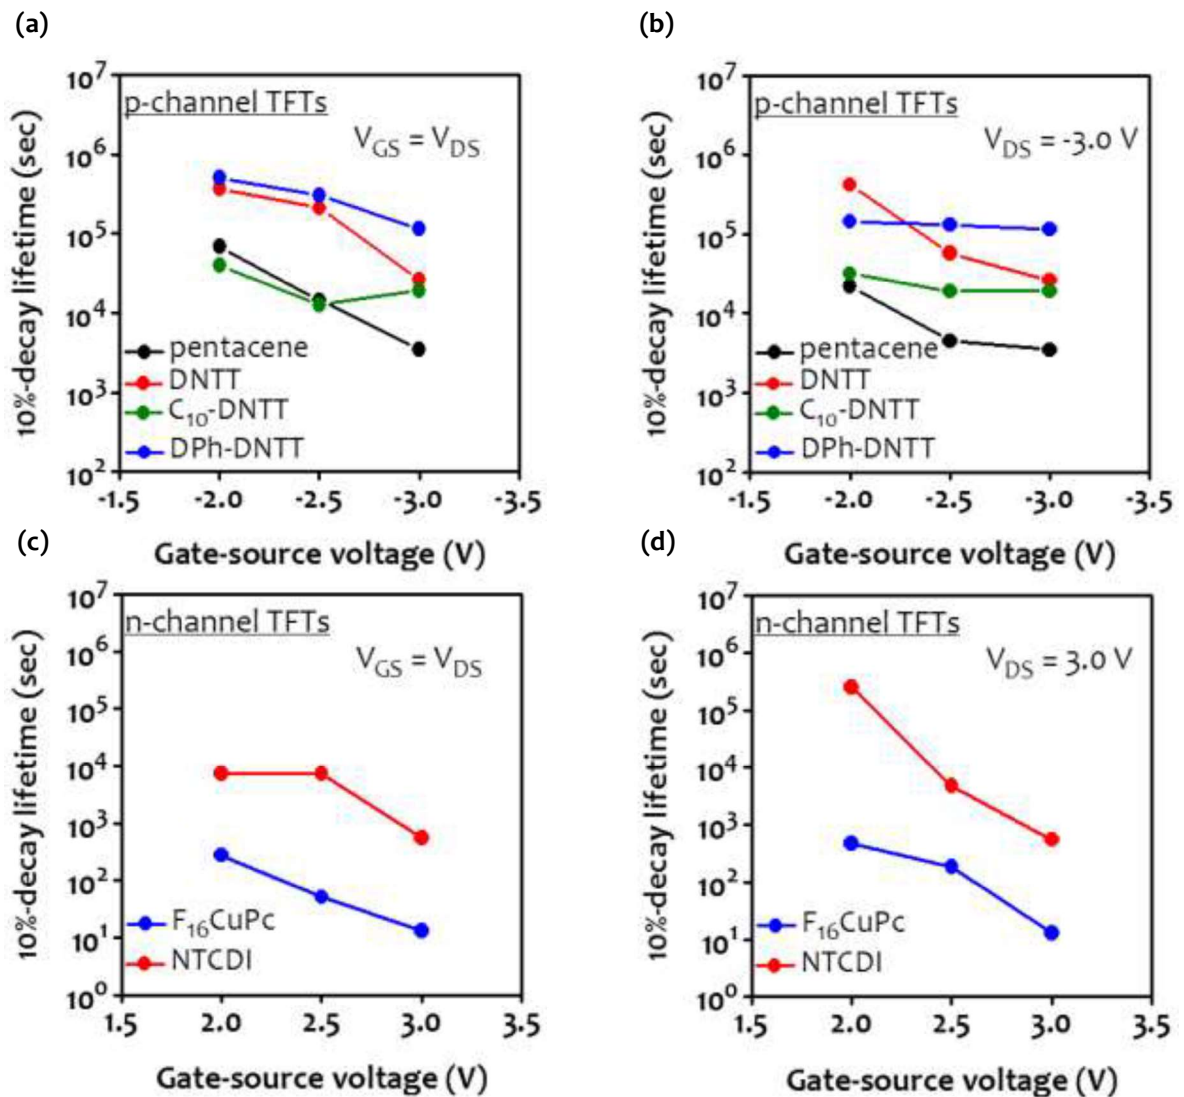 (a)
10⁷
10⁶
10⁵
10⁴
10³
10²
10%-decay lifetime (sec)
p-channel TFTs
V_GS = V_DS
pentacene
DNTT
C₁₀-DNTT
DPh-DNTT
-1.5 -2.0 -2.5 -3.0 -3.5
Gate-source voltage (V)
(b)
10⁷
10⁶
10⁵
10⁴
10³
10²
10%-decay lifetime (sec)
p-channel TFTs
V_DS = -3.0 V
pentacene
DNTT
C₁₀-DNTT
DPh-DNTT
-1.5 -2.0 -2.5 -3.0 -3.5
Gate-source voltage (V)
(c)
10⁷
10⁶
10⁵
10⁴
10³
10²
10¹
10⁰
10%-decay lifetime (sec)
n-channel TFTs
V_GS = V_DS
F₁₆CuPc
NTCDI
1.5 2.0 2.5 3.0 3.5
Gate-source voltage (V)
(d)
10⁷
10⁶
10⁵
10⁴
10³
10²
10¹
10⁰
10%-decay lifetime (sec)
n-channel TFTs
V_DS = 3.0 V
F₁₆CuPc
NTCDI
1.5 2.0 2.5 3.0 3.5
Gate-source voltage (V)